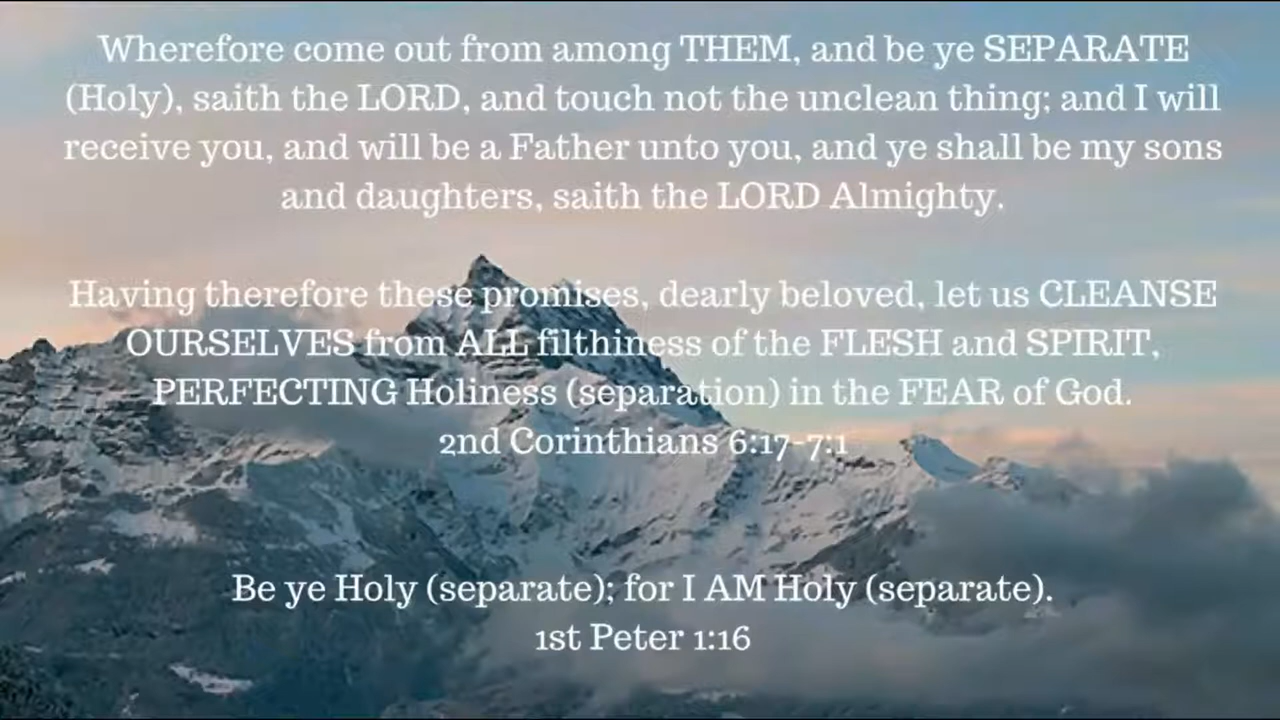 Wherefore come out from among THEM, and be ye SEPARATE
(Holy), saith the LORD, and touch not the unclean thing; and I will
receive you, and will be a Father unto you, and ye shall be my sons
and daughters, saith the LORD Almighty.
Having therefore these promises, dearly beloved, let us CLEANSE
OURSELVES from ALL filthiness of the FLESH and SPIRIT,
PERFECTING Holiness (separation) in the FEAR of God.
2nd Corinthians 6:17-7:1
Be ye Holy (separate); for I AM Holy (separate).
1st Peter 1:16